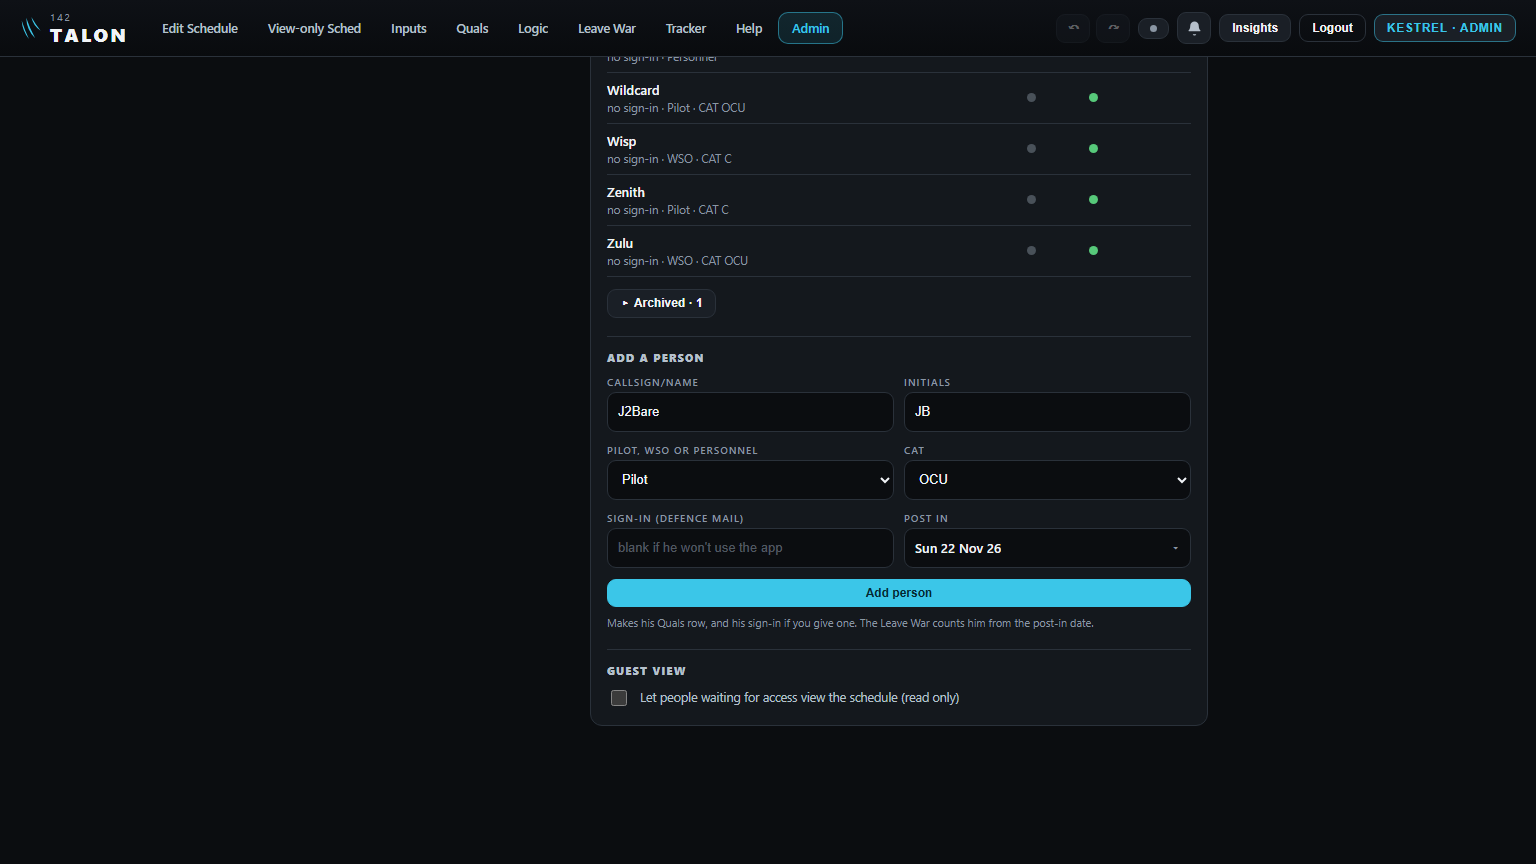 142
TALON
Edit Schedule
View-only Sched
Inputs
Quals
Logic
Leave War
Tracker
Help
Admin
Insights
Logout
KESTREL · ADMIN
no sign-in · Personnel
Wildcard
no sign-in · Pilot · CAT OCU
Wisp
no sign-in · WSO · CAT C
Zenith
no sign-in · Pilot · CAT C
Zulu
no sign-in · WSO · CAT OCU
▸ Archived · 1
ADD A PERSON
CALLSIGN/NAME
INITIALS
J2Bare
JB
PILOT, WSO OR PERSONNEL
CAT
Pilot
OCU
SIGN-IN (DEFENCE MAIL)
POST IN
blank if he won't use the app
Sun 22 Nov 26
Add person
Makes his Quals row, and his sign-in if you give one. The Leave War counts him from the post-in date.
GUEST VIEW
Let people waiting for access view the schedule (read only)